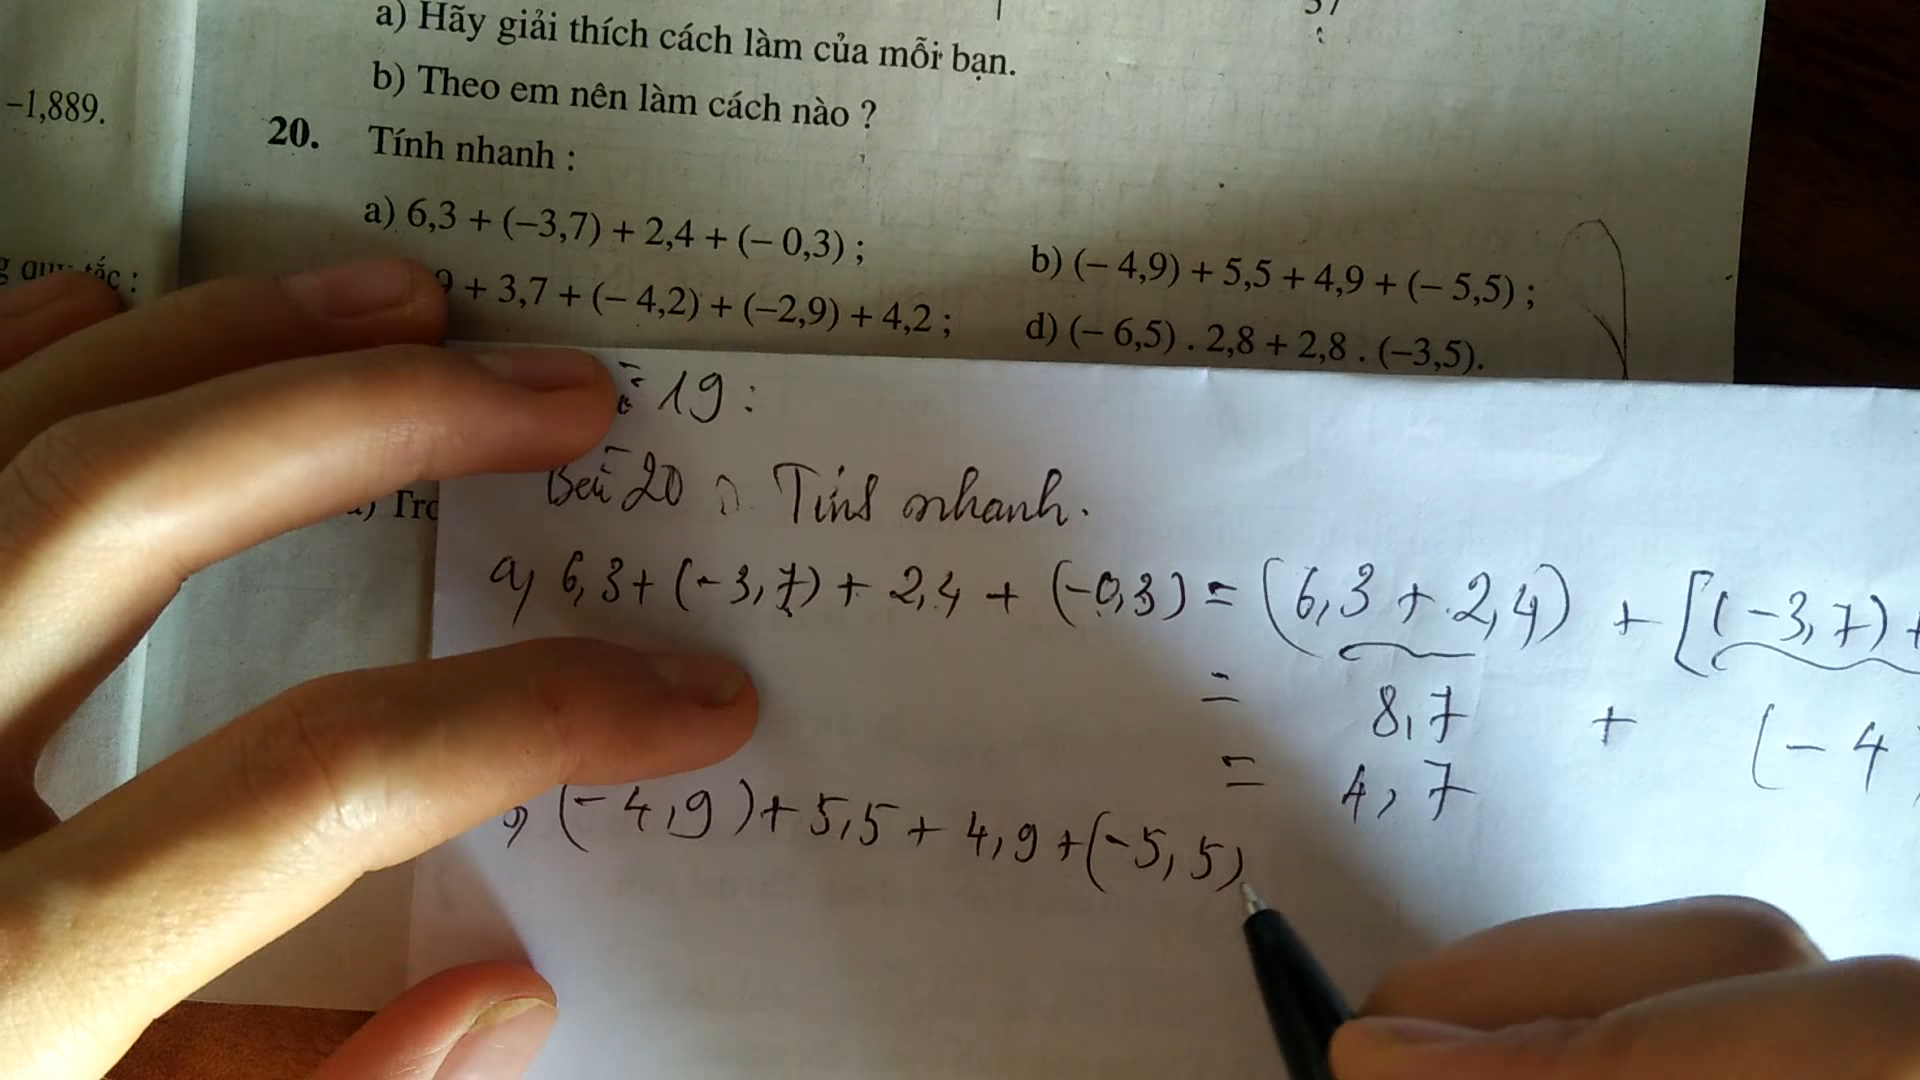 a) Hãy giải thích cách làm của mỗi bạn.
b) Theo em nên làm cách nào ?
–1,889.
20. Tính nhanh :
a) 6,3 + (–3,7) + 2,4 + (– 0,3) ;
b) (– 4,9) + 5,5 + 4,9 + (– 5,5) ;
9 + 3,7 + (– 4,2) + (–2,9) + 4,2 ;
d) (– 6,5) . 2,8 + 2,8 . (–3,5).
19 :
Bài 20 : Tính nhanh.
a, 6,3 + (-3,7) + 2,4 + (-0,3) = (6,3 + 2,4) + [(-3,7) +
= 8,7 + (-4
= 4,7
(-4,9) + 5,5 + 4,9 + (-5,5)